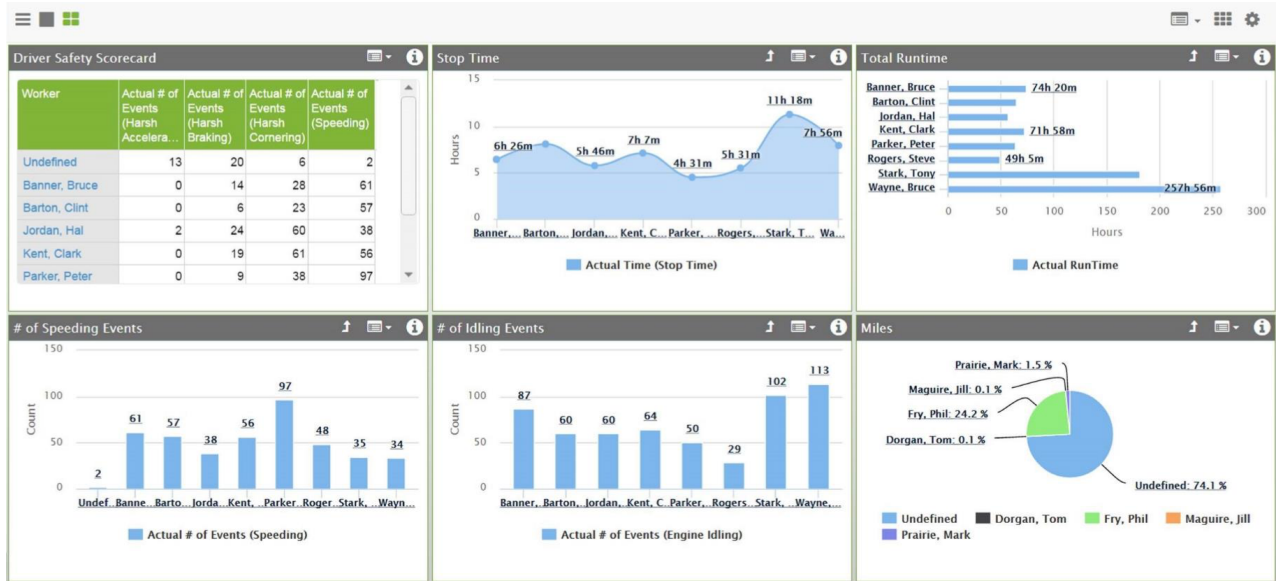 Driver Safety Scorecard
Worker
Actual # of Events (Harsh Accelera...
Actual # of Events (Harsh Braking)
Actual # of Events (Harsh Cornering)
Actual # of Events (Speeding)
Undefined 13 20 6 2
Banner, Bruce 0 14 28 61
Barton, Clint 0 6 23 57
Jordan, Hal 2 24 60 38
Kent, Clark 0 19 61 56
Parker, Peter 0 9 38 97
Stop Time
15
10
5
0
Hours
6h 26m
5h 46m
7h 7m
4h 31m
5h 31m
11h 18m
7h 56m
Banner,... Barton,... Jordan,... Kent, C... Parker, ... Rogers,... Stark, T... Wa...
Actual Time (Stop Time)
Total Runtime
Banner, Bruce 74h 20m
Barton, Clint
Jordan, Hal
Kent, Clark 71h 58m
Parker, Peter
Rogers, Steve 49h 5m
Stark, Tony
Wayne, Bruce 257h 56m
0 50 100 150 200 250 300
Hours
Actual RunTime
# of Speeding Events
150
100
50
0
Count
2 61 57 38 56 97 48 35 34
Undef... Banne... Barto... Jorda... Kent, ... Parker... Roger... Stark, ... Wayn...
Actual # of Events (Speeding)
# of Idling Events
150
100
50
0
Count
87 60 60 64 50 29 102 113
Banner,... Barton,... Jordan,... Kent, C... Parker,... Rogers... Stark,... Wayne,...
Actual # of Events (Engine Idling)
Miles
Prairie, Mark: 1.5 %
Maguire, Jill: 0.1 %
Fry, Phil: 24.2 %
Dorgan, Tom: 0.1 %
Undefined: 74.1 %
Undefined Dorgan, Tom Fry, Phil Maguire, Jill
Prairie, Mark